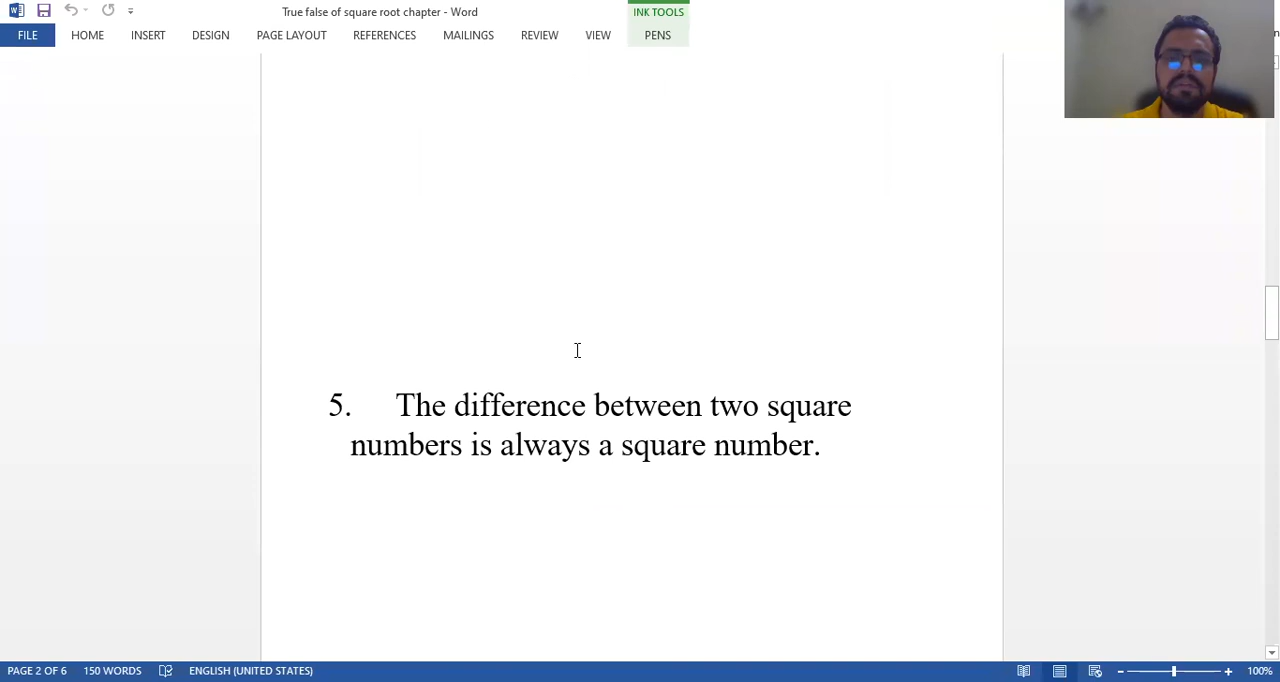 True false of square root chapter - Word
INK TOOLS
FILE HOME INSERT DESIGN PAGE LAYOUT REFERENCES MAILINGS REVIEW VIEW PENS
5. The difference between two square
numbers is always a square number.
PAGE 2 OF 6 150 WORDS ENGLISH (UNITED STATES) 100%